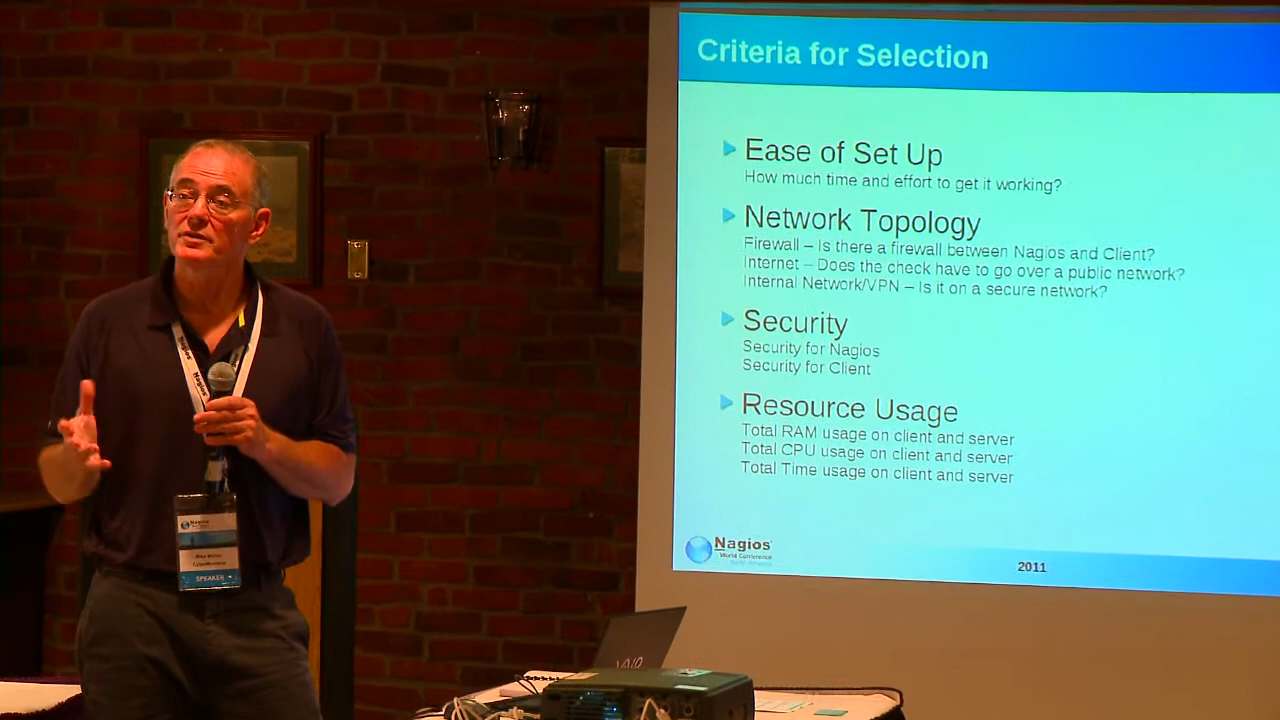 Criteria for Selection
Ease of Set Up
How much time and effort to get it working?
Network Topology
Firewall – Is there a firewall between Nagios and Client?
Internet – Does the check have to go over a public network?
Internal Network/VPN – Is it on a secure network?
Security
Security for Nagios
Security for Client
Resource Usage
Total RAM usage on client and server
Total CPU usage on client and server
Total Time usage on client and server
Nagios
World Conference
North America
2011
Nagios
Nagios
Nagios
SPEAKER
VAIO